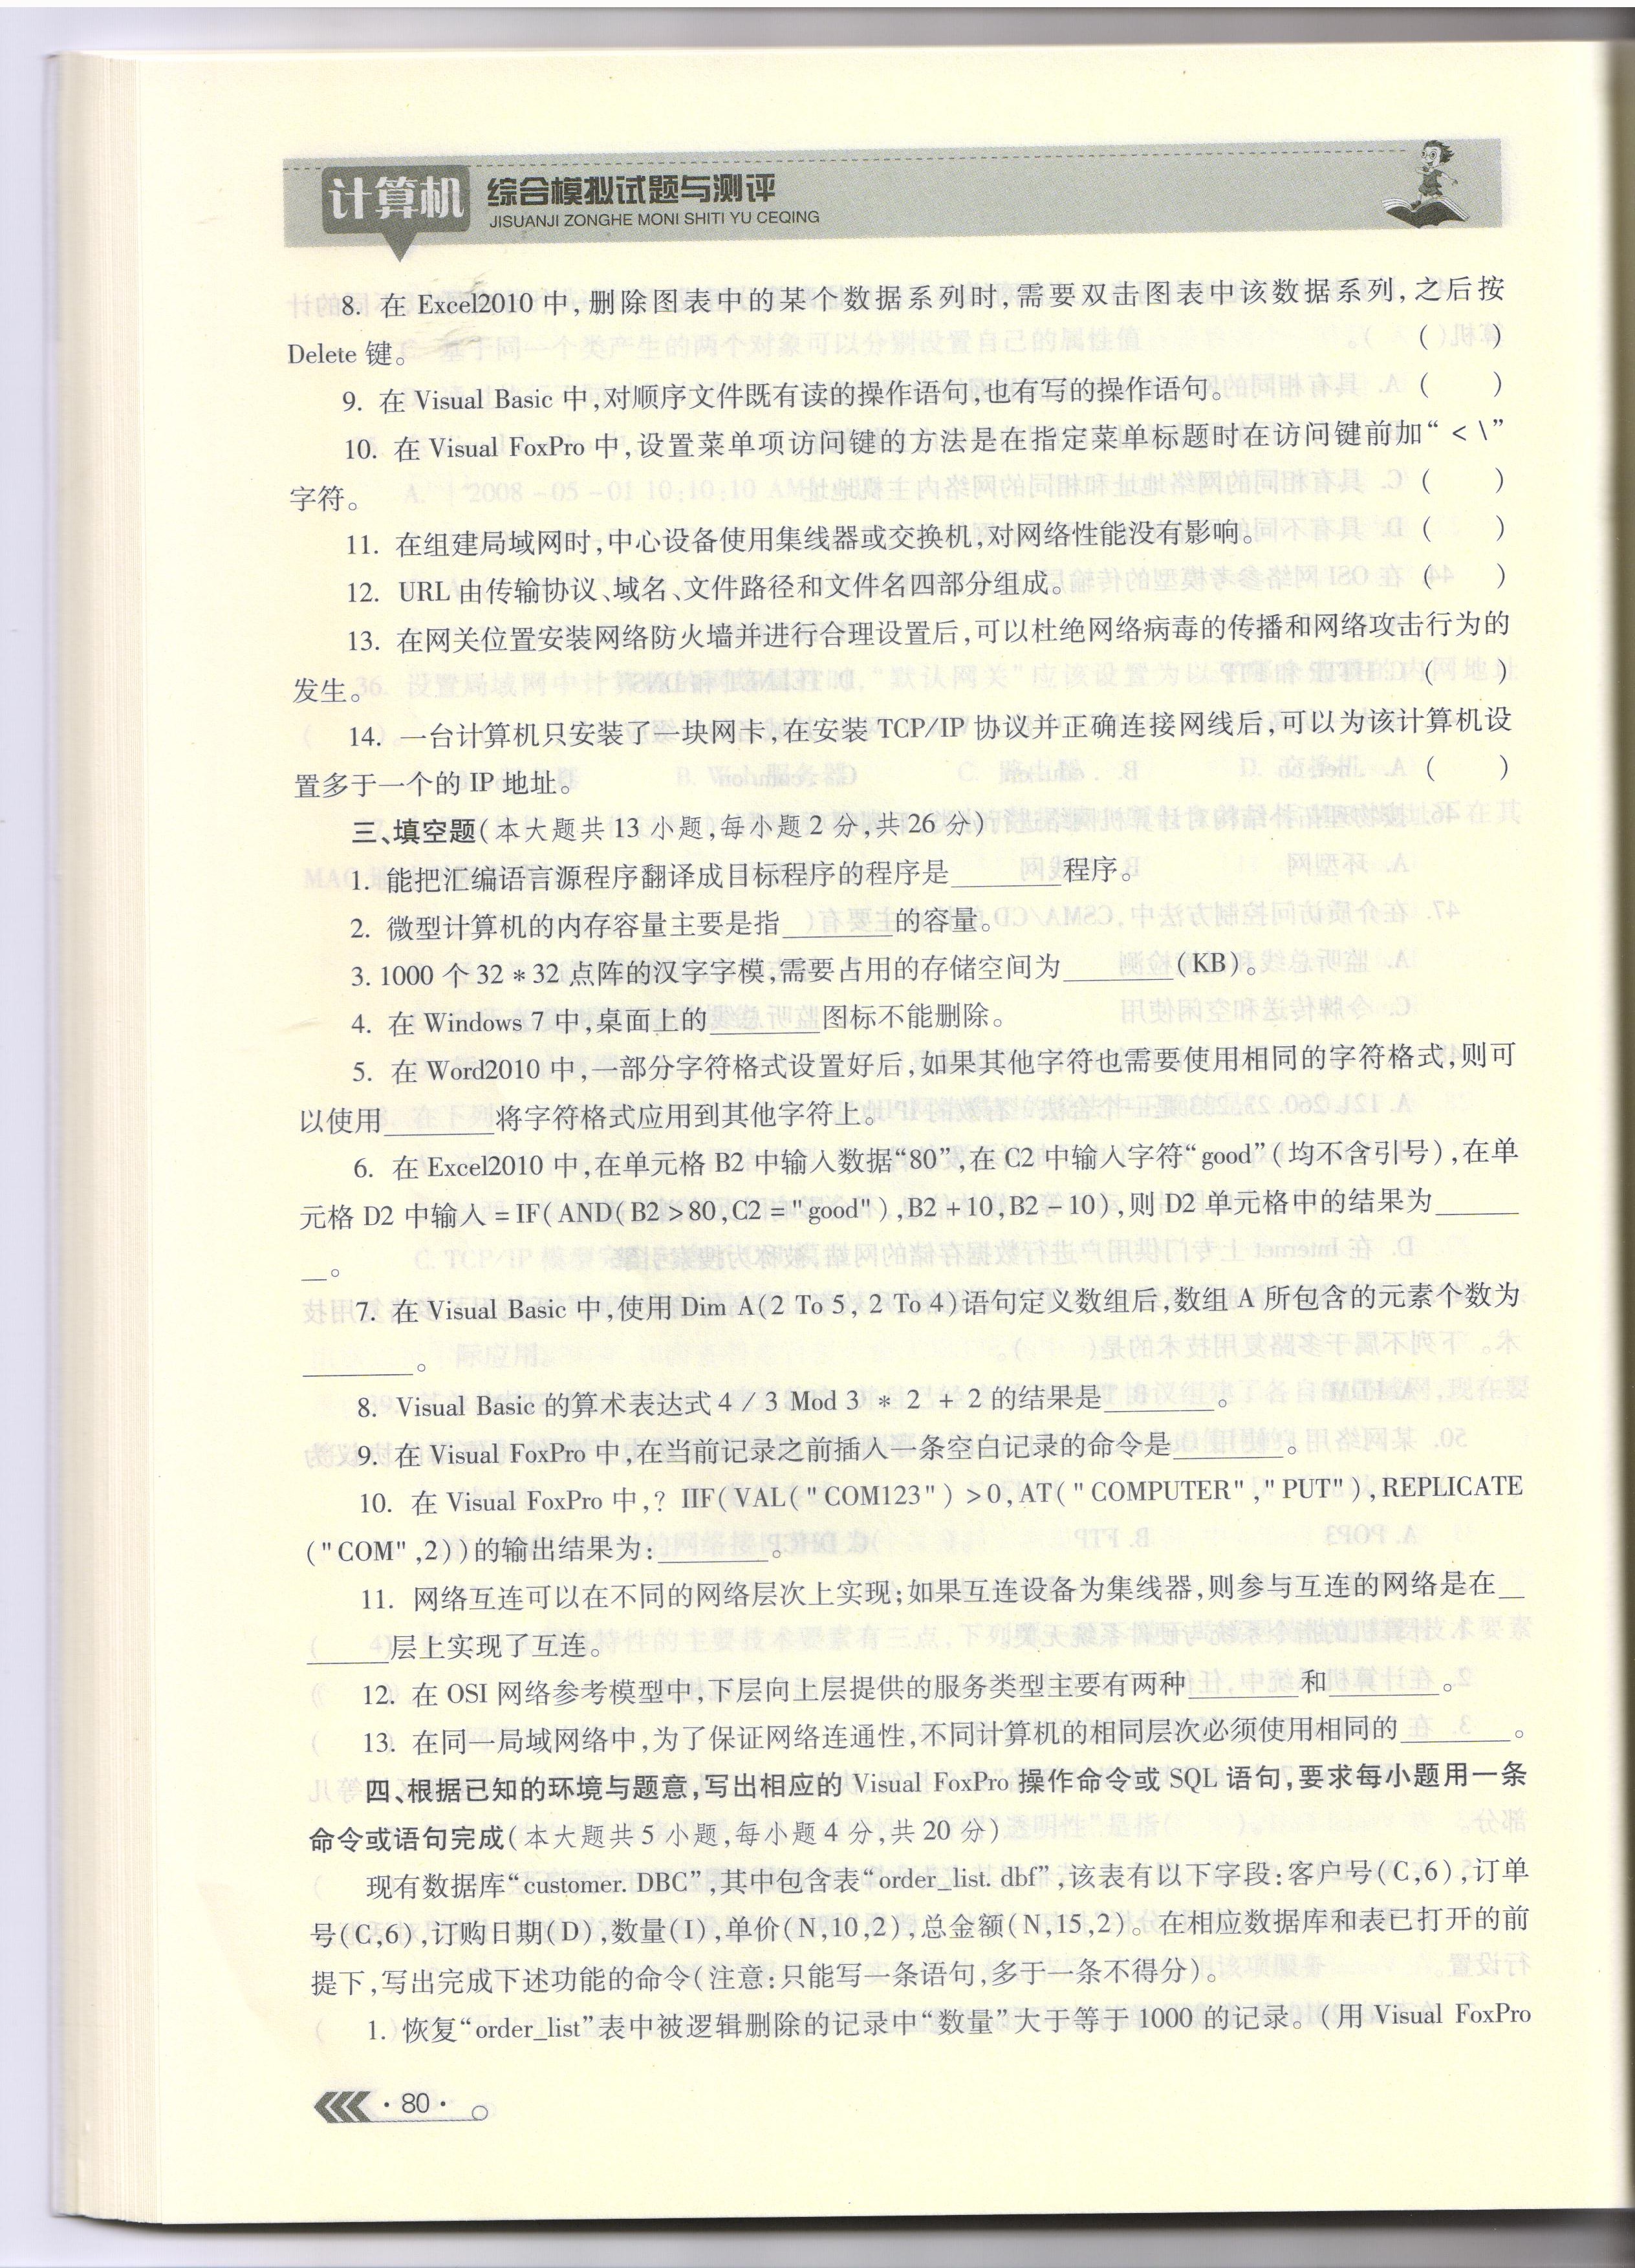 计算机 综合模拟试题与测评
JISUANJI ZONGHE MONI SHITI YU CEQING
8. 在 Excel2010 中,删除图表中的某个数据系列时,需要双击图表中该数据系列,之后按
Delete 键。 ( )
9. 在 Visual Basic 中,对顺序文件既有读的操作语句,也有写的操作语句。 ( )
10. 在 Visual FoxPro 中,设置菜单项访问键的方法是在指定菜单标题时在访问键前加“ < \”
字符。 ( )
11. 在组建局域网时,中心设备使用集线器或交换机,对网络性能没有影响。 ( )
12. URL 由传输协议、域名、文件路径和文件名四部分组成。 ( )
13. 在网关位置安装网络防火墙并进行合理设置后,可以杜绝网络病毒的传播和网络攻击行为的
发生。 ( )
14. 一台计算机只安装了一块网卡,在安装 TCP/IP 协议并正确连接网线后,可以为该计算机设
置多于一个的 IP 地址。 ( )
三、填空题(本大题共 13 小题,每小题 2 分,共 26 分)
1. 能把汇编语言源程序翻译成目标程序的程序是________程序。
2. 微型计算机的内存容量主要是指________的容量。
3. 1000 个 32 * 32 点阵的汉字字模,需要占用的存储空间为________(KB)。
4. 在 Windows 7 中,桌面上的________图标不能删除。
5. 在 Word2010 中,一部分字符格式设置好后,如果其他字符也需要使用相同的字符格式,则可
以使用________将字符格式应用到其他字符上。
6. 在 Excel2010 中,在单元格 B2 中输入数据“80”,在 C2 中输入字符“good”(均不含引号),在单
元格 D2 中输入 = IF( AND( B2 > 80 , C2 = " good" ) , B2 + 10 , B2 - 10 ) ,则 D2 单元格中的结果为______
__。
7. 在 Visual Basic 中,使用 Dim A(2 To 5, 2 To 4)语句定义数组后,数组 A 所包含的元素个数为
________。
8. Visual Basic 的算术表达式 4 / 3 Mod 3 * 2 + 2 的结果是________。
9. 在 Visual FoxPro 中,在当前记录之前插入一条空白记录的命令是________。
10. 在 Visual FoxPro 中,? IIF( VAL( " COM123" ) > 0 , AT( " COMPUTER" , " PUT" ) , REPLICATE
( "COM" ,2))的输出结果为:________。
11. 网络互连可以在不同的网络层次上实现;如果互连设备为集线器,则参与互连的网络是在__
______层上实现了互连。
12. 在 OSI 网络参考模型中,下层向上层提供的服务类型主要有两种________和________。
13. 在同一局域网络中,为了保证网络连通性,不同计算机的相同层次必须使用相同的________。
四、根据已知的环境与题意,写出相应的 Visual FoxPro 操作命令或 SQL 语句,要求每小题用一条
命令或语句完成(本大题共 5 小题,每小题 4 分,共 20 分)
现有数据库“customer. DBC”,其中包含表“order_list. dbf”,该表有以下字段:客户号(C,6),订单
号(C,6),订购日期(D),数量(I),单价(N,10,2),总金额(N,15,2)。在相应数据库和表已打开的前
提下,写出完成下述功能的命令(注意:只能写一条语句,多于一条不得分)。
1. 恢复“order_list”表中被逻辑删除的记录中“数量”大于等于 1000 的记录。(用 Visual FoxPro
· 80 ·